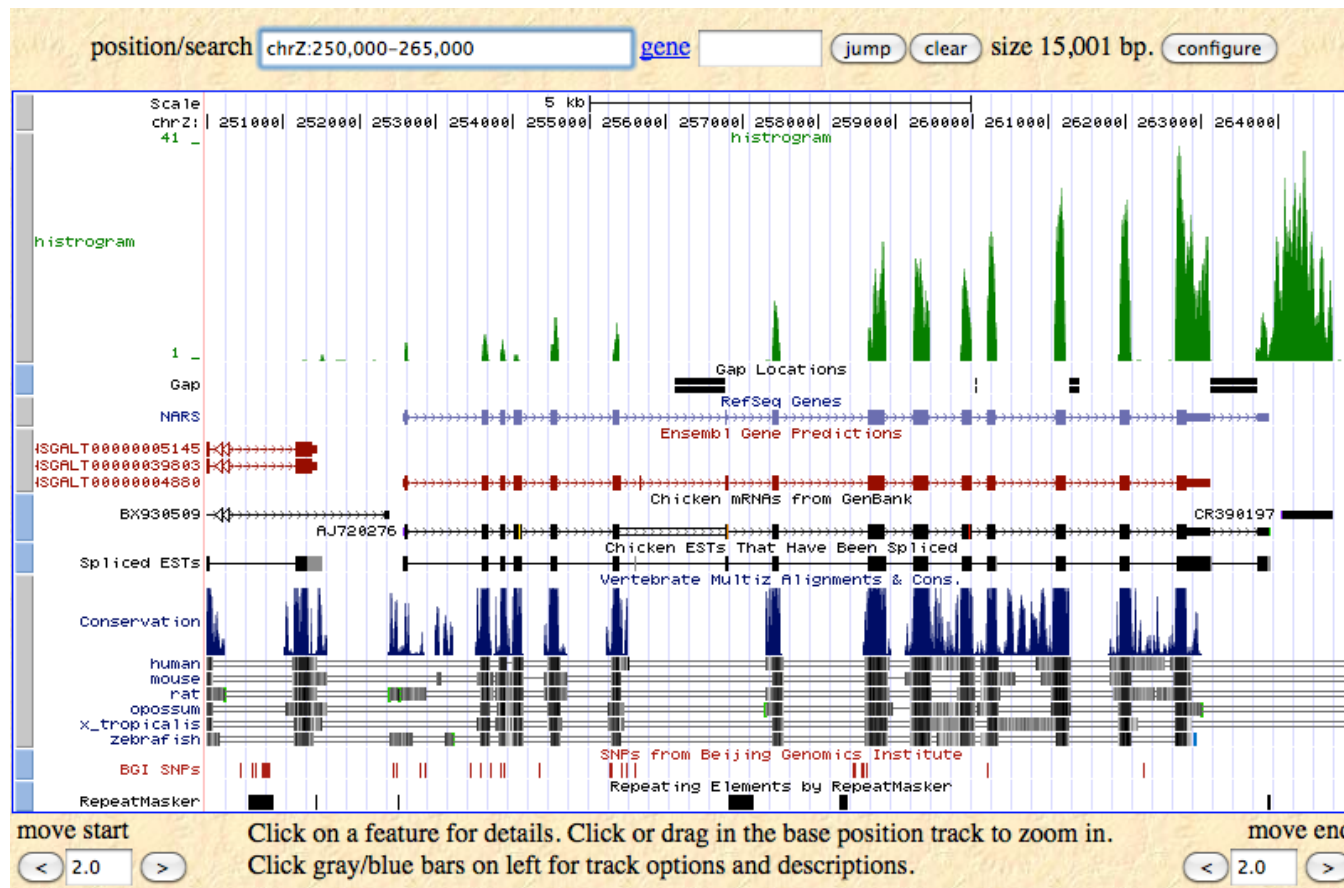 position/search chrZ:250,000-265,000 gene jump clear size 15,001 bp. configure
Scale 5 kb
chrZ: 251000 252000 253000 254000 255000 256000 257000 258000 259000 260000 261000 262000 263000 264000
histrogram
41 _
histrogram
1 _
Gap Locations
Gap
RefSeq Genes
NARS
Ensembl Gene Predictions
ISGALT00000005145
ISGALT00000039803
ISGALT00000004880
Chicken mRNAs from GenBank
BX930509 CR390197
AJ720276
Chicken ESTs That Have Been Spliced
Spliced ESTs
Vertebrate Multiz Alignments & Cons.
Conservation
human
mouse
rat
opossum
x_tropicalis
zebrafish
SNPs from Beijing Genomics Institute
BGI SNPs
Repeating Elements by RepeatMasker
RepeatMasker
move start Click on a feature for details. Click or drag in the base position track to zoom in. move end
< 2.0 > Click gray/blue bars on left for track options and descriptions. < 2.0 >